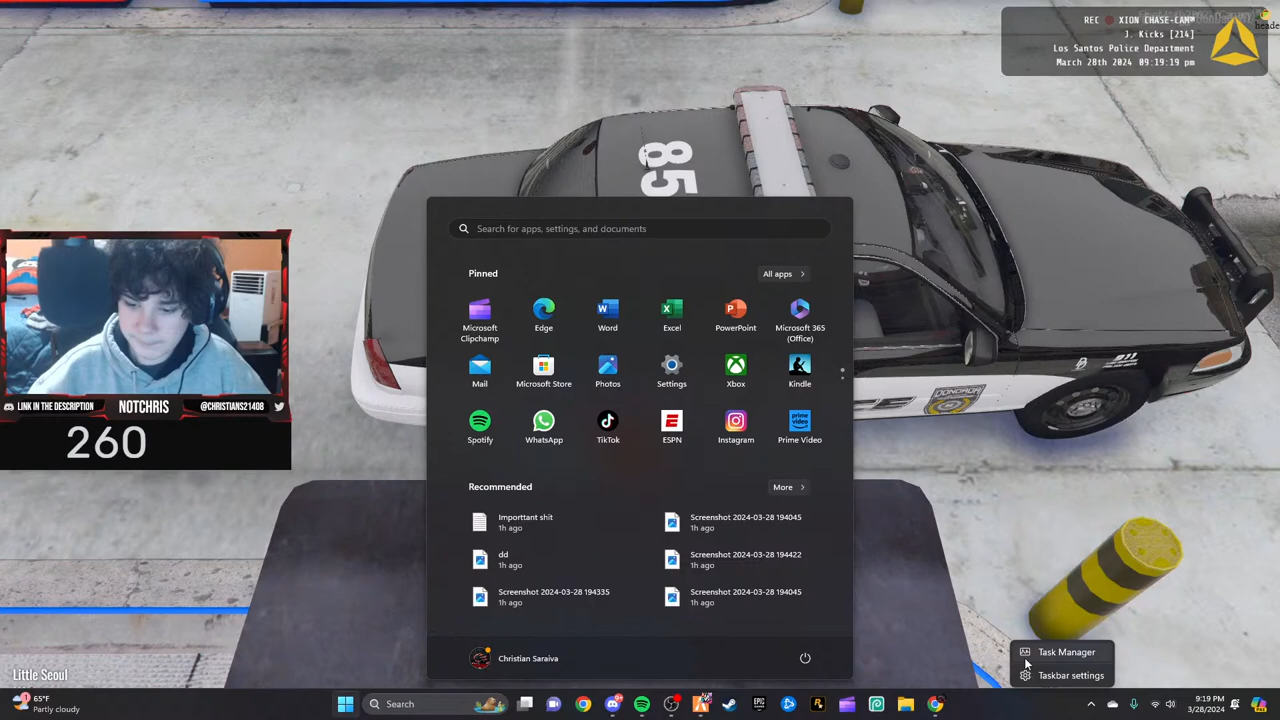 REC XION CHASE-CAM™
J. Kicks [214]
Los Santos Police Department
March 28th 2024 09:19:19 pm
heade
85
LINK IN THE DESCRIPTION
NOTCHRIS
@CHRISTIANS21408
260
Search for apps, settings, and documents
Pinned
All apps
Microsoft Clipchamp
Edge
Word
Excel
PowerPoint
Microsoft 365 (Office)
Mail
Microsoft Store
Photos
Settings
Xbox
Kindle
Spotify
WhatsApp
TikTok
ESPN
Instagram
Prime Video
Recommended
More
Importtant shit
1h ago
Screenshot 2024-03-28 194045
1h ago
dd
1h ago
Screenshot 2024-03-28 194422
1h ago
Screenshot 2024-03-28 194335
1h ago
Screenshot 2024-03-28 194045
1h ago
Christian Saraiva
Task Manager
Taskbar settings
Little Seoul
65°F
Partly cloudy
Search
9:19 PM
3/28/2024